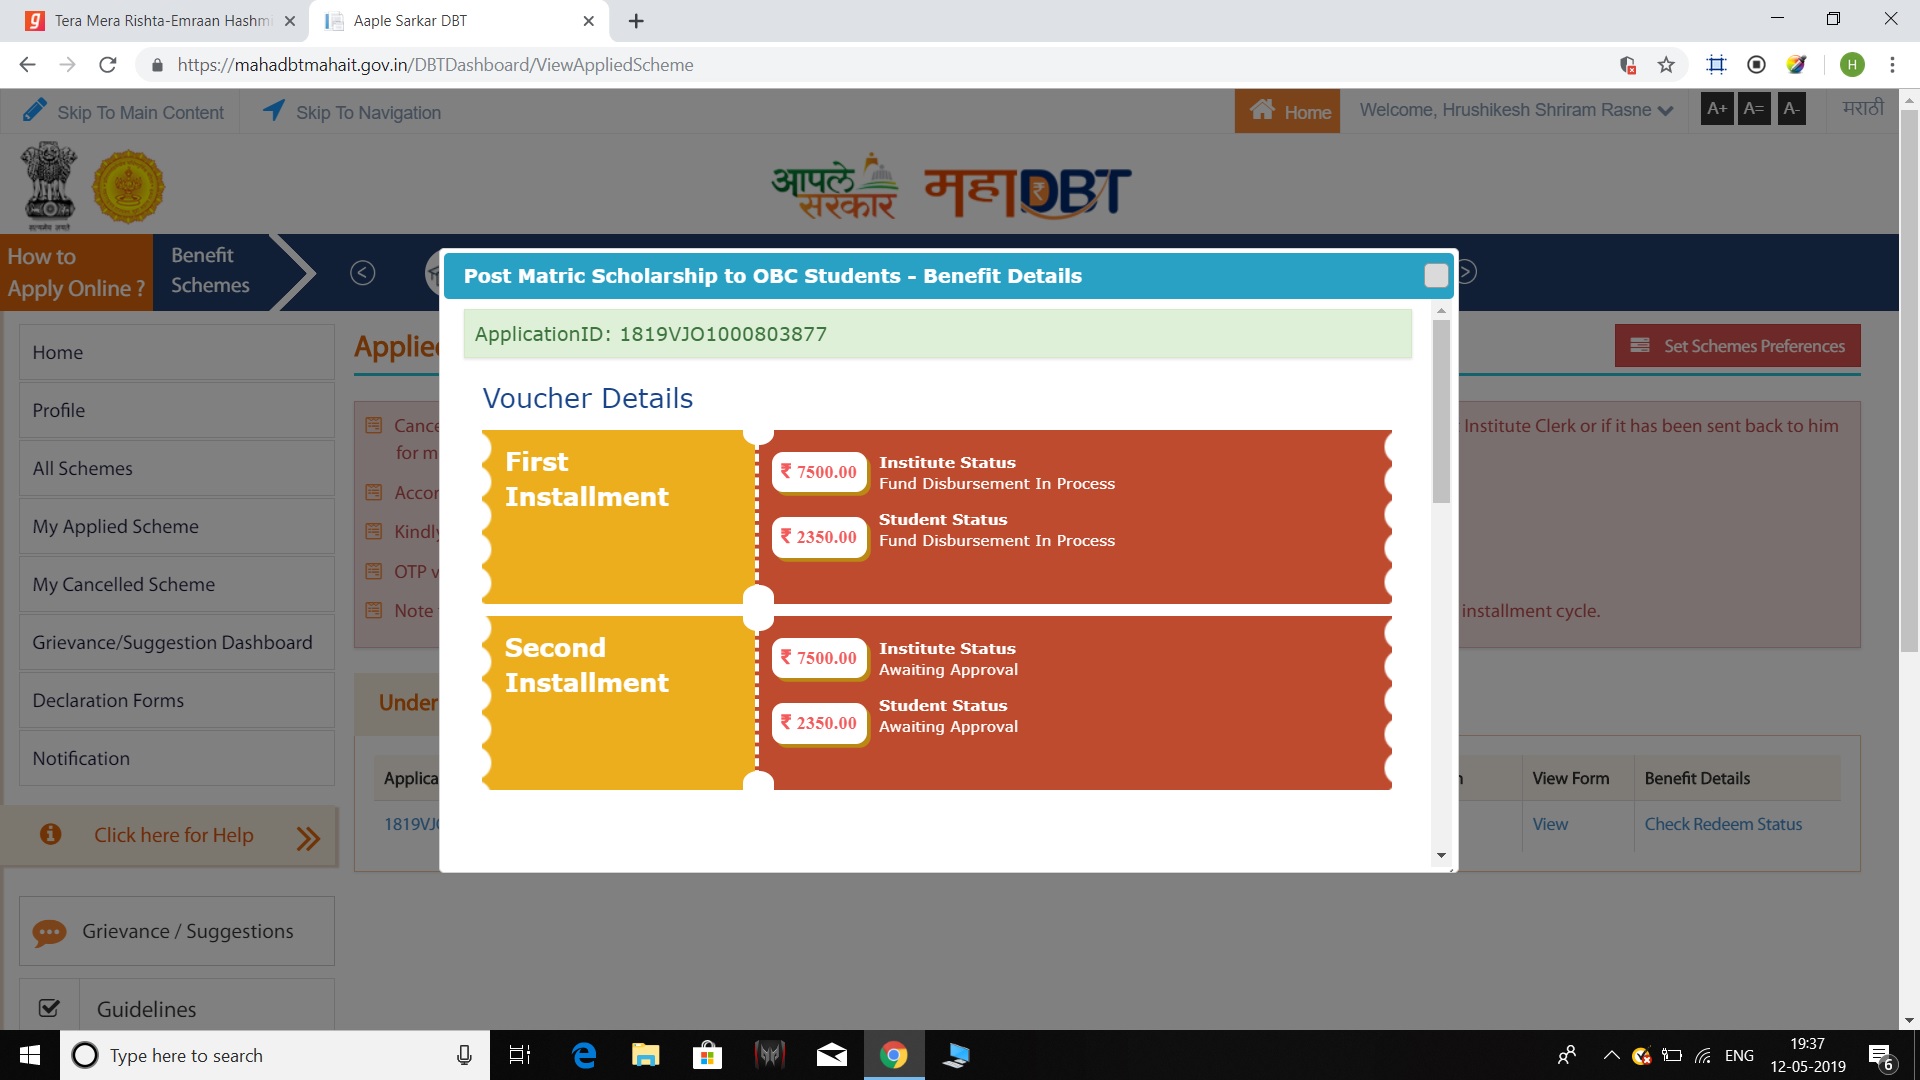 Tera Mera Rishta-Emraan Hashmi
Aaple Sarkar DBT
https://mahadbtmahait.gov.in/DBTDashboard/ViewAppliedScheme
H
Skip To Main Content
Skip To Navigation
Home
Welcome, Hrushikesh Shriram Rasne
A+
A=
A-
मराठी
आपले
सरकार
महाDBT
How to
Apply Online ?
Benefit
Schemes
Post Matric Scholarship to OBC Students - Benefit Details
ApplicationID: 1819VJO1000803877
Voucher Details
First
Installment
₹ 7500.00
Institute Status
Fund Disbursement In Process
₹ 2350.00
Student Status
Fund Disbursement In Process
Second
Installment
₹ 7500.00
Institute Status
Awaiting Approval
₹ 2350.00
Student Status
Awaiting Approval
Home
Profile
All Schemes
My Applied Scheme
My Cancelled Scheme
Grievance/Suggestion Dashboard
Declaration Forms
Notification
Click here for Help
Grievance / Suggestions
Guidelines
Set Schemes Preferences
Institute Clerk or if it has been sent back to him
for m
OTP v
Note
installment cycle.
Under
View Form
Benefit Details
View
Check Redeem Status
Type here to search
ENG
19:37
12-05-2019
6